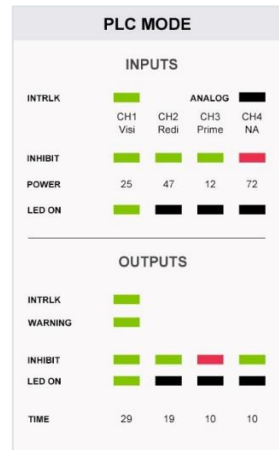 PLC MODE
INPUTS
INTRLK ANALOG
CH1 CH2 CH3 CH4
Visi Redi Prime NA
INHIBIT
POWER 25 47 12 72
LED ON
OUTPUTS
INTRLK
WARNING
INHIBIT
LED ON
TIME 29 19 10 10